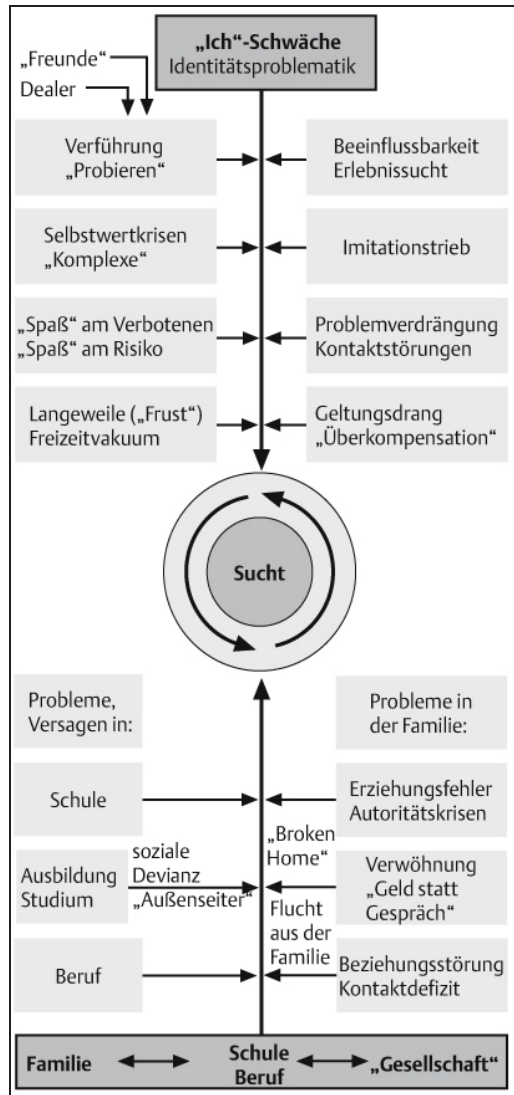 „Ich“-Schwäche
Identitätsproblematik
„Freunde“
Dealer
Verführung
„Probieren“
Beeinflussbarkeit
Erlebnissucht
Selbstwertkrisen
„Komplexe“
Imitationstrieb
„Spaß“ am Verbotenen
„Spaß“ am Risiko
Problemverdrängung
Kontaktstörungen
Langeweile („Frust“)
Freizeitvakuum
Geltungsdrang
„Überkompensation“
Sucht
Probleme,
Versagen in:
Probleme in
der Familie:
Schule
Erziehungsfehler
Autoritätskrisen
„Broken
Home“
Ausbildung
Studium
soziale
Devianz
„Außenseiter“
Verwöhnung
„Geld statt
Gespräch“
Flucht
aus der
Familie
Beruf
Beziehungsstörung
Kontaktdefizit
Familie
Schule
Beruf
„Gesellschaft“